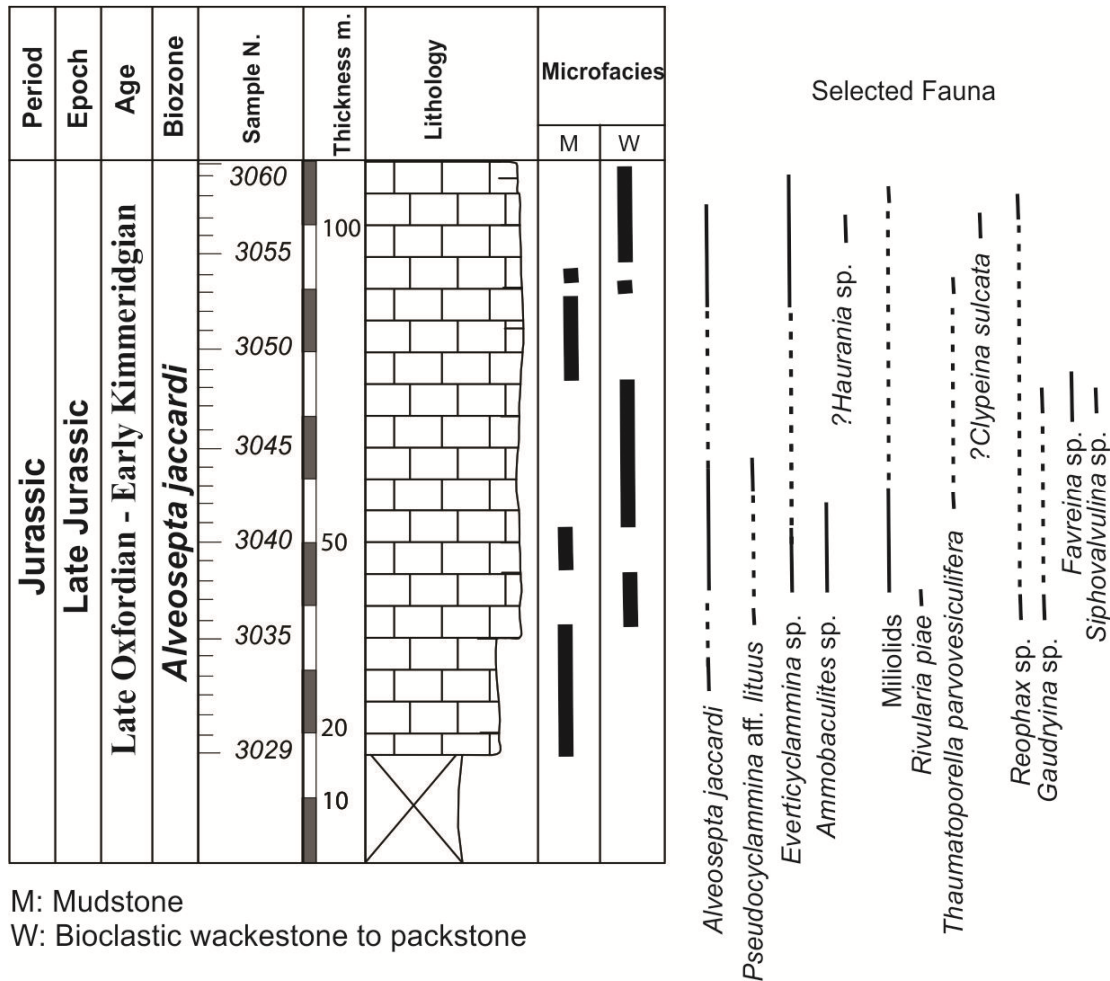 Period
Epoch
Age
Biozone
Sample N.
Thickness m.
Lithology
Microfacies
M
W
Selected Fauna
Jurassic
Late Jurassic
Late Oxfordian - Early Kimmeridgian
Alveosepta jaccardi
3060
3055
3050
3045
3040
3035
3029
100
50
20
10
Alveosepta jaccardi
Pseudocyclammina aff. lituus
Everticyclammina sp.
Ammobaculites sp.
?Haurania sp.
Miliolids
Rivularia piae
Thaumatoporella parvovesiculifera
?Clypeina sulcata
Reophax sp.
Gaudryina sp.
Favreina sp.
Siphovalvulina sp.
M: Mudstone
W: Bioclastic wackestone to packstone